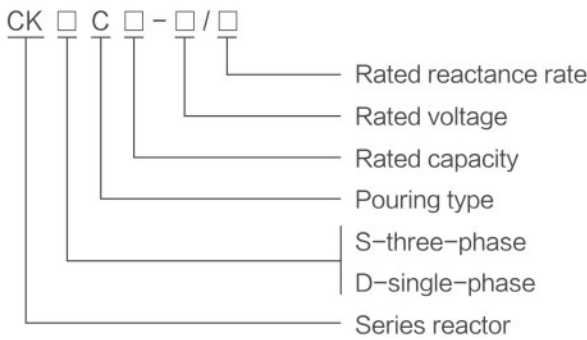 CK □ C □ - □ / □
Rated reactance rate
Rated voltage
Rated capacity
Pouring type
S-three-phase
D-single-phase
Series reactor